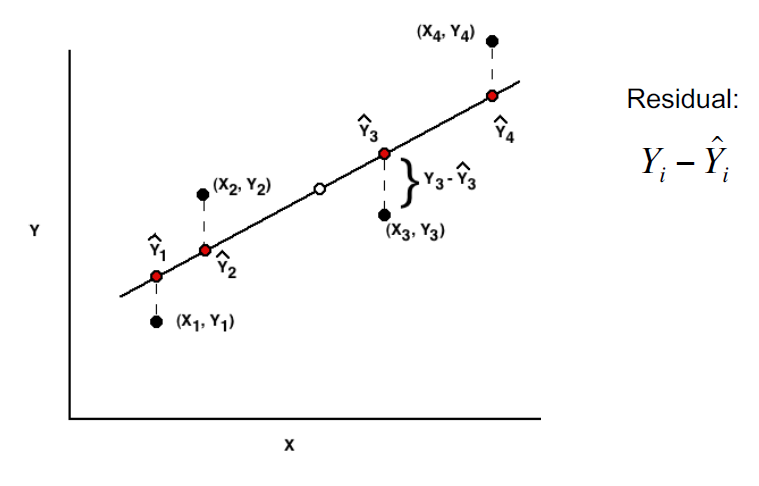 (X4, Y4)
Residual:
Ŷ3
Ŷ4
Yi − Ŷi
(X2, Y2)
Y3 - Ŷ3
Y
(X3, Y3)
Ŷ1
Ŷ2
(X1, Y1)
X